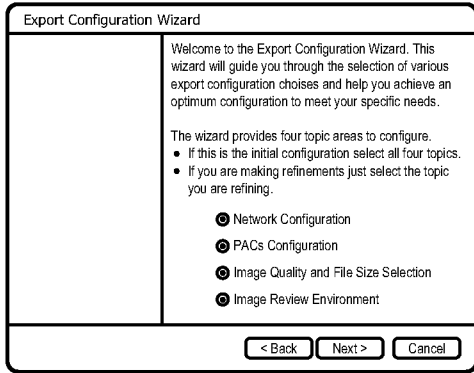 Export Configuration Wizard
Welcome to the Export Configuration Wizard. This
wizard will guide you through the selection of various
export configuration choises and help you achieve an
optimum configuration to meet your specific needs.
The wizard provides four topic areas to configure.
• If this is the initial configuration select all four topics.
• If you are making refinements just select the topic
you are refining.
Network Configuration
PACs Configuration
Image Quality and File Size Selection
Image Review Environment
< Back Next > Cancel